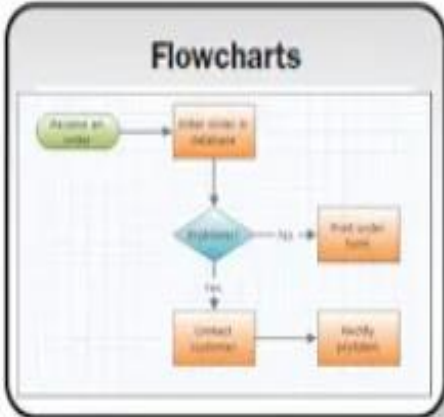 Flowcharts
Receive an
order
Enter order in
database
Problems?
No
Print order
form
Yes
Contact
customer
Rectify
problem